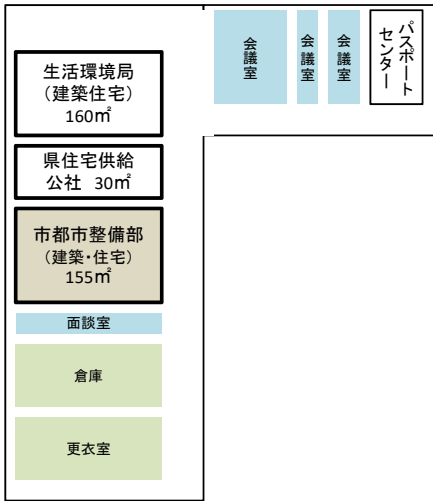 生活環境局
（建築住宅）
160㎡
県住宅供給
公社 30㎡
市都市整備部
（建築・住宅）
155㎡
面談室
倉庫
更衣室
会議室
会議室
会議室
パスポート
センター